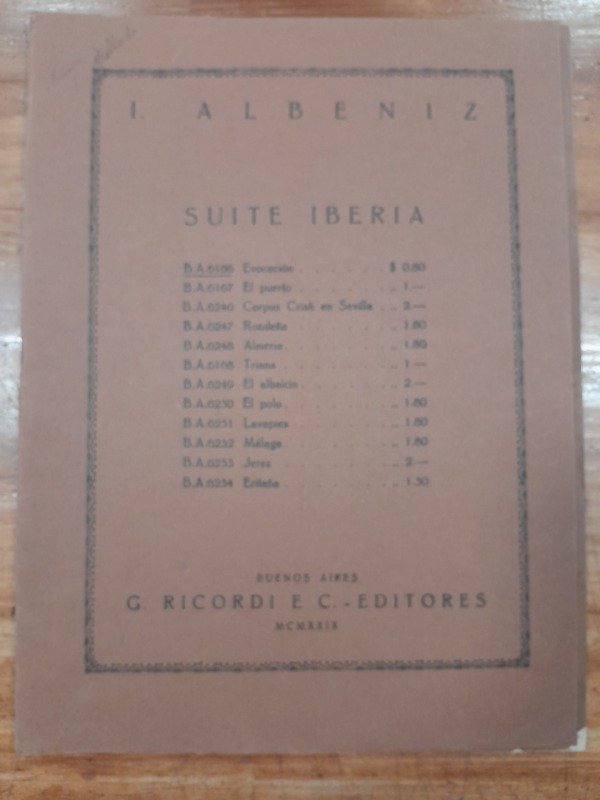 I. ALBENIZ
SUITE IBERIA
B.A.6166 Evocación . . . . . . . $ 0.80
B.A.6167 El puerto . . . . . . . „ 1.—
B.A.6246 Corpus Cristi en Sevilla . . „ 2.—
B.A.6247 Rondeña . . . . . . . „ 1.80
B.A.6248 Almería . . . . . . . „ 1.80
B.A.6168 Triana . . . . . . . „ 1.—
B.A.6249 El albaicín . . . . . . . „ 2.—
B.A.6250 El polo . . . . . . . „ 1.80
B.A.6251 Lavapies . . . . . . . „ 1.80
B.A.6252 Málaga . . . . . . . „ 1.80
B.A.6253 Jerez . . . . . . . „ 2.—
B.A.6254 Eritaña . . . . . . . „ 1.50
BUENOS AIRES
G. RICORDI E C. - EDITORES
MCMXXIX